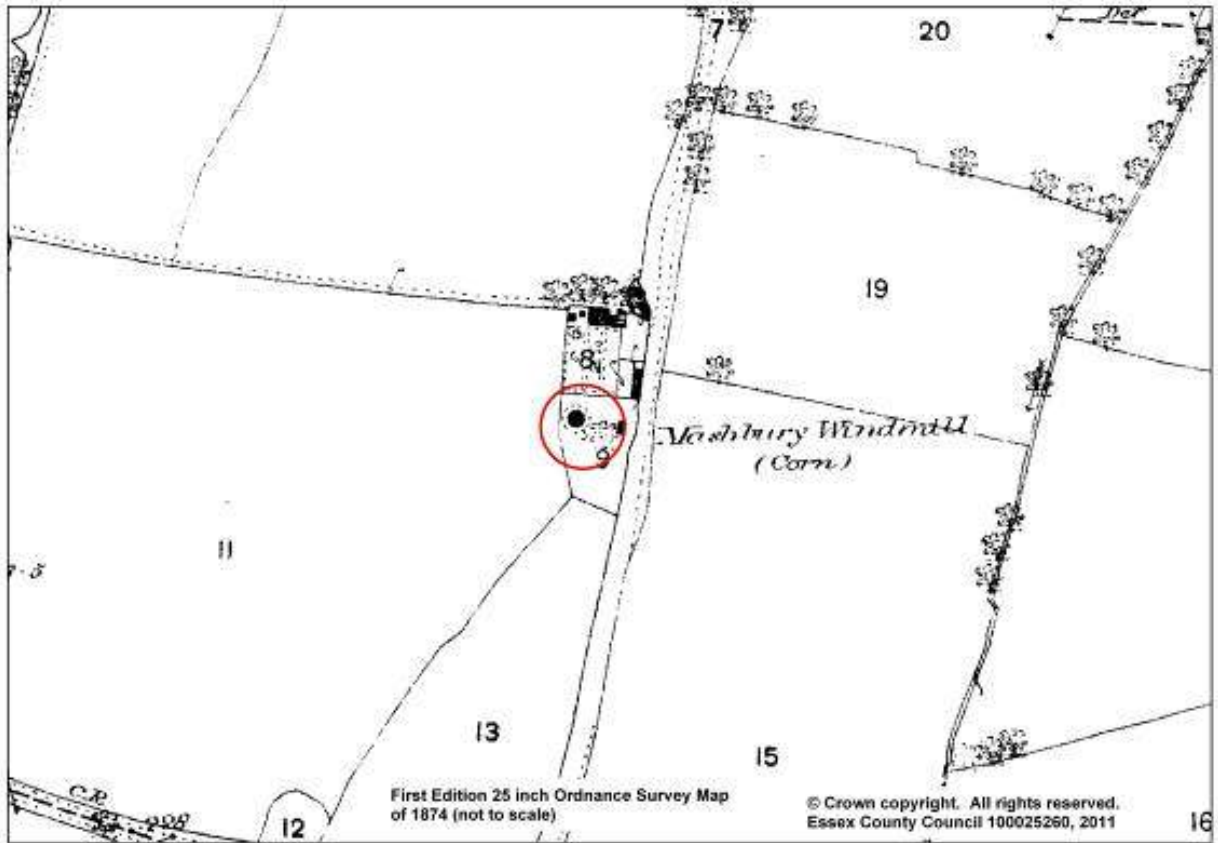 7
20
19
8
Mashbury Windmill
(Corn)
9
11
13
15
C.R.
12
16
First Edition 25 inch Ordnance Survey Map
of 1874 (not to scale)
© Crown copyright. All rights reserved.
Essex County Council 100025260, 2011